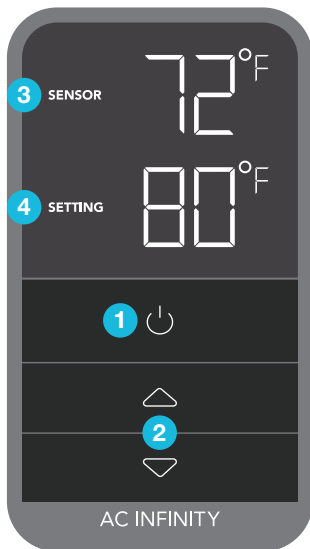 72°F
3 SENSOR
80°F
4 SETTING
1
2
AC INFINITY